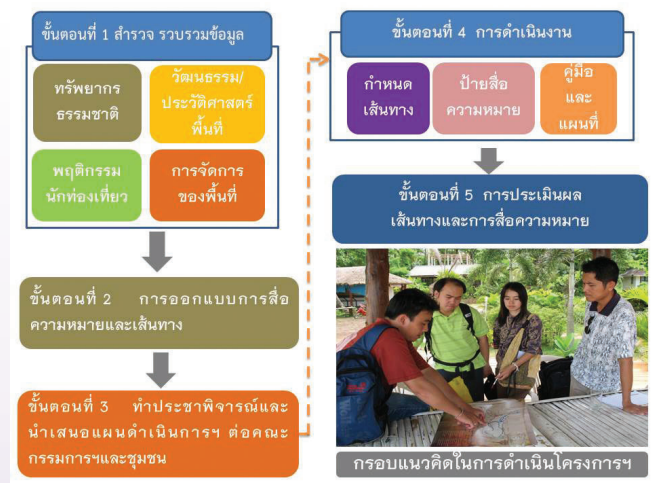 ขั้นตอนที่ 1 สำรวจ รวบรวมข้อมูล
ทรัพยากร
ธรรมชาติ
วัฒนธรรม/
ประวัติศาสตร์
พื้นที่
พฤติกรรม
นักท่องเที่ยว
การจัดการ
ของพื้นที่
ขั้นตอนที่ 2 การออกแบบการสื่อ
ความหมายและเส้นทาง
ขั้นตอนที่ 3 ทำประชาพิจารณ์และ
นำเสนอแผนดำเนินการฯ ต่อคณะ
กรรมการฯและชุมชน
ขั้นตอนที่ 4 การดำเนินงาน
กำหนด
เส้นทาง
ป้ายสื่อ
ความหมาย
คู่มือ
และ
แผนที่
ขั้นตอนที่ 5 การประเมินผล
เส้นทางและการสื่อความหมาย
กรอบแนวคิดในการดำเนินโครงการฯ